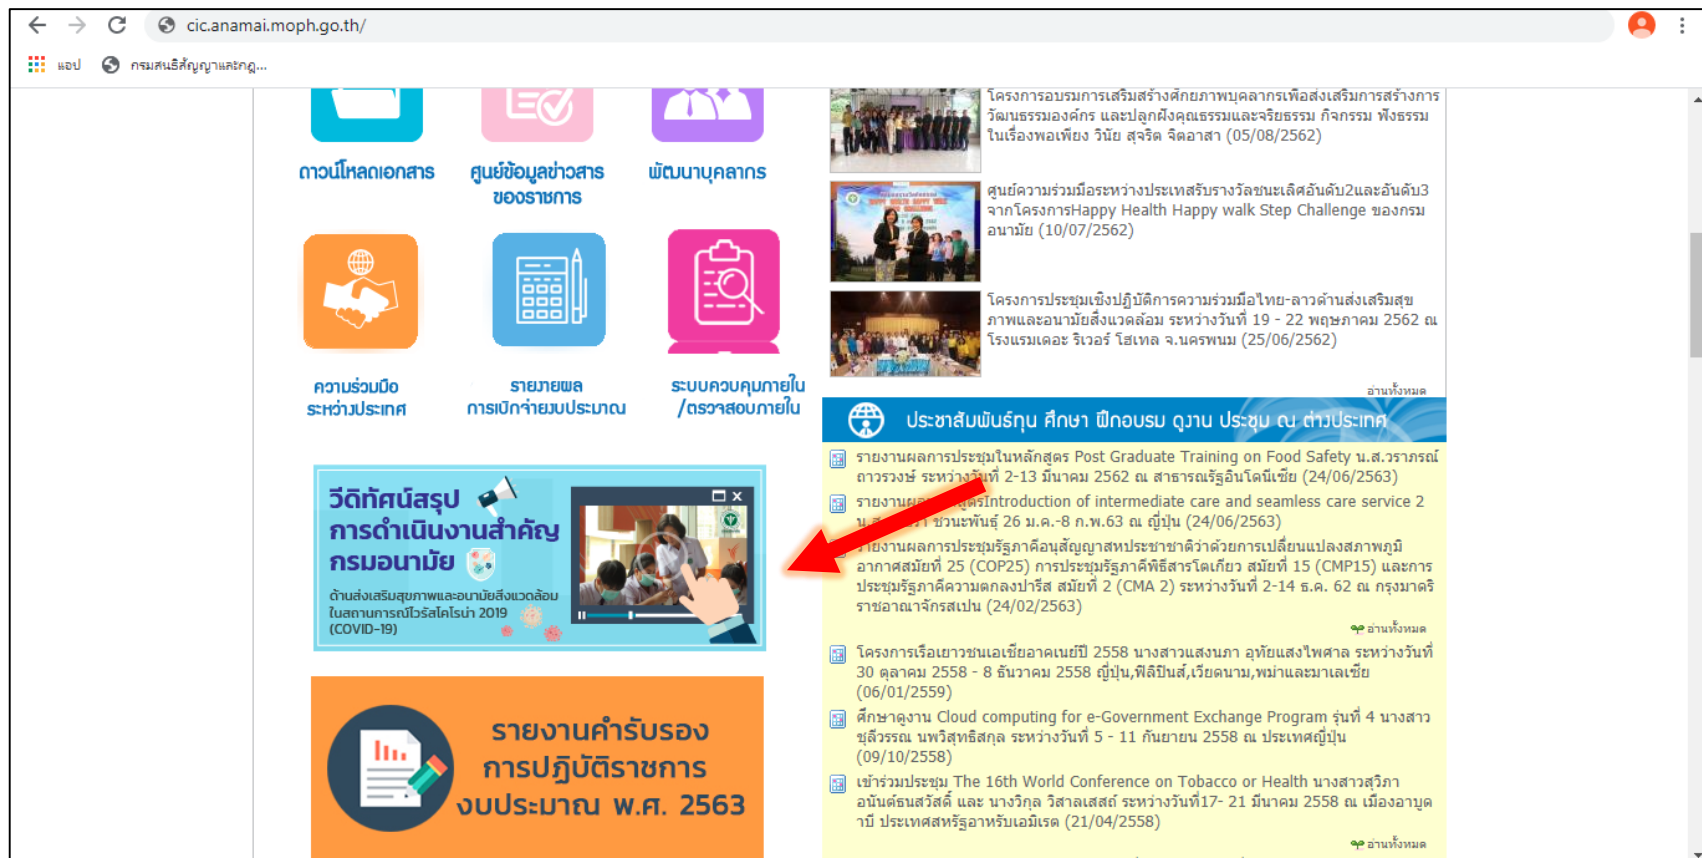 cic.anamai.moph.go.th/
แอป
กรมสนธิสัญญาและกฎ...
ดาวน์โหลดเอกสาร
ศูนย์ข้อมูลข่าวสาร
ของราชการ
พัฒนาบุคลากร
ความร่วมมือ
ระหว่างประเทศ
รายงายผล
การเบิกจ่ายงบประมาณ
ระบบควบคุมภายใน
/ตรวจสอบภายใน
วีดิทัศน์สรุป
การดำเนินงานสำคัญ
กรมอนามัย
ด้านส่งเสริมสุขภาพและอนามัยสิ่งแวดล้อม
ในสถานการณ์ไวรัสโคโรน่า 2019
(COVID-19)
รายงานคำรับรอง
การปฏิบัติราชการ
งบประมาณ พ.ศ. 2563
โครงการอบรมการเสริมสร้างศักยภาพบุคลากรเพื่อส่งเสริมการสร้างการ
วัฒนธรรมองค์กร และปลูกฝังคุณธรรมและจริยธรรม กิจกรรม ฟังธรรม
ในเรื่องพอเพียง วินัย สุจริต จิตอาสา (05/08/2562)
ศูนย์ความร่วมมือระหว่างประเทสรับรางวัลชนะเลิศอันดับ2และอันดับ3
จากโครงการHappy Health Happy walk Step Challenge ของกรม
อนามัย (10/07/2562)
โครงการประชุมเชิงปฏิบัติการความร่วมมือไทย-ลาวด้านส่งเสริมสุข
ภาพและอนามัยสิ่งแวดล้อม ระหว่างวันที่ 19 - 22 พฤษภาคม 2562 ณ
โรงแรมเดอะ ริเวอร์ โฮเทล จ.นครพนม (25/06/2562)
อ่านทั้งหมด
ประชาสัมพันธ์ทุน ศึกษา ฝึกอบรม ดูงาน ประชุม ณ ต่างประเทศ
รายงานผลการประชุมในหลักสูตร Post Graduate Training on Food Safety น.ส.วราภรณ์
ถาวรวงษ์ ระหว่างวันที่ 2-13 มีนาคม 2562 ณ สาธารณรัฐอินโดนีเซีย (24/06/2563)
รายงานผล Introduction of intermediate care and seamless care service 2
ชวนะพันธุ์ 26 ม.ค.-8 ก.พ.63 ณ ญี่ปุ่น (24/06/2563)
รายงานผลการประชุมรัฐภาคีอนุสัญญาสหประชาชาติว่าด้วยการเปลี่ยนแปลงสภาพภูมิ
อากาศสมัยที่ 25 (COP25) การประชุมรัฐภาคีพิธีสารโตเกียว สมัยที่ 15 (CMP15) และการ
ประชุมรัฐภาคีความตกลงปารีส สมัยที่ 2 (CMA 2) ระหว่างวันที่ 2-14 ธ.ค. 62 ณ กรุงมาดริ
ราชอาณาจักรสเปน (24/02/2563)
อ่านทั้งหมด
โครงการเรือเยาวชนเอเชียอาคเนย์ปี 2558 นางสาวแสงนภา อุทัยแสงไพศาล ระหว่างวันที่
30 ตุลาคม 2558 - 8 ธันวาคม 2558 ญี่ปุ่น,ฟิลิปินส์,เวียดนาม,พม่าและมาเลเซีย
(06/01/2559)
ศึกษาดูงาน Cloud computing for e-Government Exchange Program รุ่นที่ 4 นางสาว
ชุลีวรรณ นพวิสุทธิสกุล ระหว่างวันที่ 5 - 11 กันยายน 2558 ณ ประเทศญี่ปุ่น
(09/10/2558)
เข้าร่วมประชุม The 16th World Conference on Tobacco or Health นางสาวสุวิภา
อนันต์ธนสวัสดิ์ และ นางวิกุล วิสาลเสสถ์ ระหว่างวันที่17- 21 มีนาคม 2558 ณ เมืองอาบูด
าบี ประเทศสหรัฐอาหรับเอมิเรต (21/04/2558)
อ่านทั้งหมด